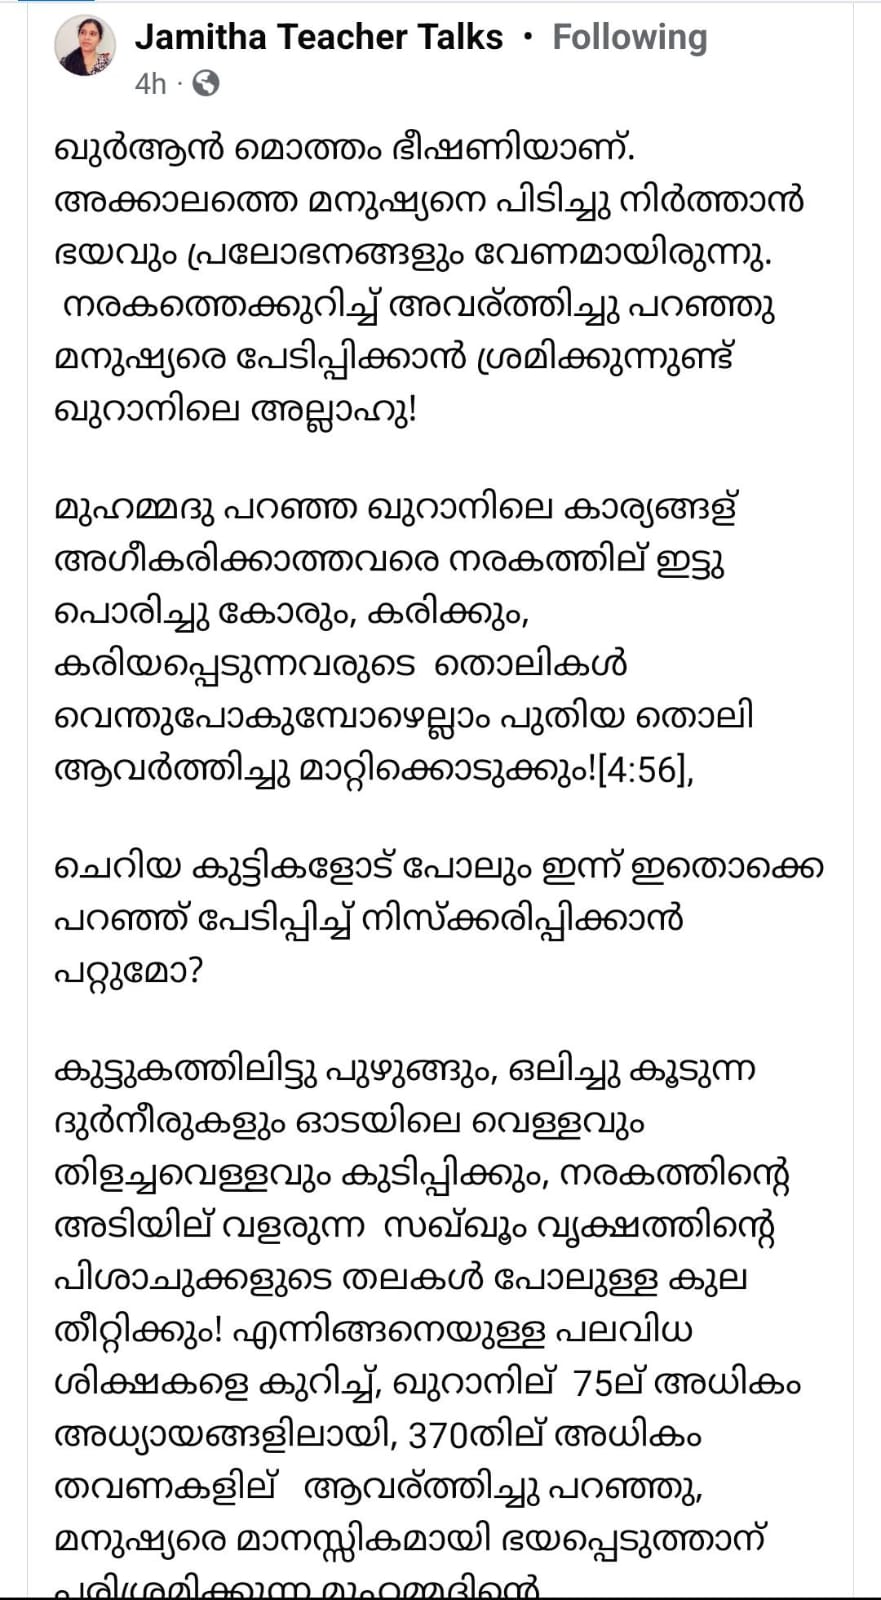 Jamitha Teacher Talks • Following
4h ·
ഖുർആൻ മൊത്തം ഭീഷണിയാണ്.
അക്കാലത്തെ മനുഷ്യനെ പിടിച്ചു നിർത്താൻ
ഭയവും പ്രലോഭനങ്ങളും വേണമായിരുന്നു.
നരകത്തെക്കുറിച്ച് അവര്ത്തിച്ചു പറഞ്ഞു
മനുഷ്യരെ പേടിപ്പിക്കാൻ ശ്രമിക്കുന്നുണ്ട്
ഖുറാനിലെ അല്ലാഹു!
മുഹമ്മദു പറഞ്ഞ ഖുറാനിലെ കാര്യങ്ങള്
അഗീകരിക്കാത്തവരെ നരകത്തില് ഇട്ടു
പൊരിച്ചു കോരും, കരിക്കും,
കരിയപ്പെടുന്നവരുടെ തൊലികൾ
വെന്തുപോകുമ്പോഴെല്ലാം പുതിയ തൊലി
ആവർത്തിച്ചു മാറ്റിക്കൊടുക്കും![4:56],
ചെറിയ കുട്ടികളോട് പോലും ഇന്ന് ഇതൊക്കെ
പറഞ്ഞ് പേടിപ്പിച്ച് നിസ്ക്കരിപ്പിക്കാൻ
പറ്റുമോ?
കുട്ടുകത്തിലിട്ടു പുഴുങ്ങും, ഒലിച്ചു കൂടുന്ന
ദുർനീരുകളും ഓടയിലെ വെള്ളവും
തിളച്ചവെള്ളവും കുടിപ്പിക്കും, നരകത്തിന്റെ
അടിയില് വളരുന്ന സഖ്ഖൂം വൃക്ഷത്തിന്റെ
പിശാചുക്കളുടെ തലകൾ പോലുള്ള കുല
തീറ്റിക്കും! എന്നിങ്ങനെയുള്ള പലവിധ
ശിക്ഷകളെ കുറിച്ച്, ഖുറാനില് 75ല് അധികം
അധ്യായങ്ങളിലായി, 370തില് അധികം
തവണകളില് ആവര്ത്തിച്ചു പറഞ്ഞു,
മനുഷ്യരെ മാനസ്സികമായി ഭയപ്പെടുത്താന്
പരിശ്രമിക്കുന്ന മുഹമ്മദിന്റെ